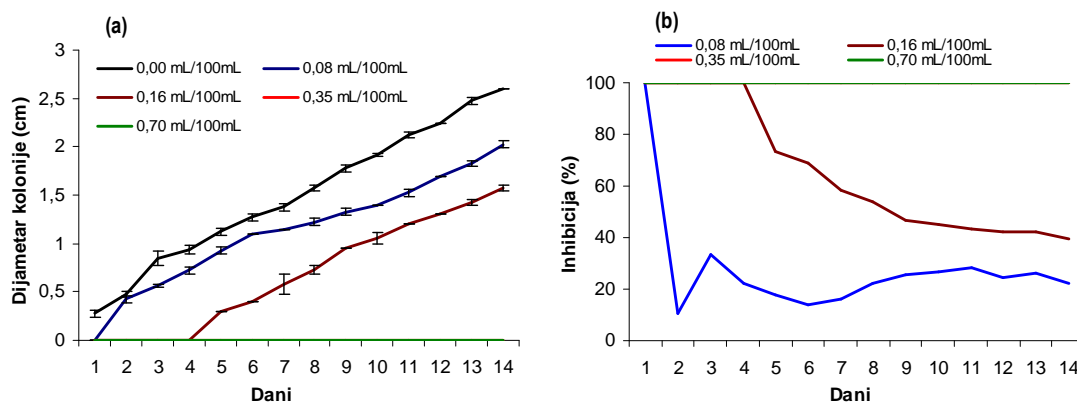 (a)
Dijametar kolonije (cm)
3
2,5
2
1,5
1
0,5
0
0,00 mL/100mL 0,08 mL/100mL
0,16 mL/100mL 0,35 mL/100mL
0,70 mL/100mL
1 2 3 4 5 6 7 8 9 10 11 12 13 14
Dani
(b)
0,08 mL/100mL 0,16 mL/100mL
0,35 mL/100mL 0,70 mL/100mL
Inhibicija (%)
100
80
60
40
20
0
1 2 3 4 5 6 7 8 9 10 11 12 13 14
Dani